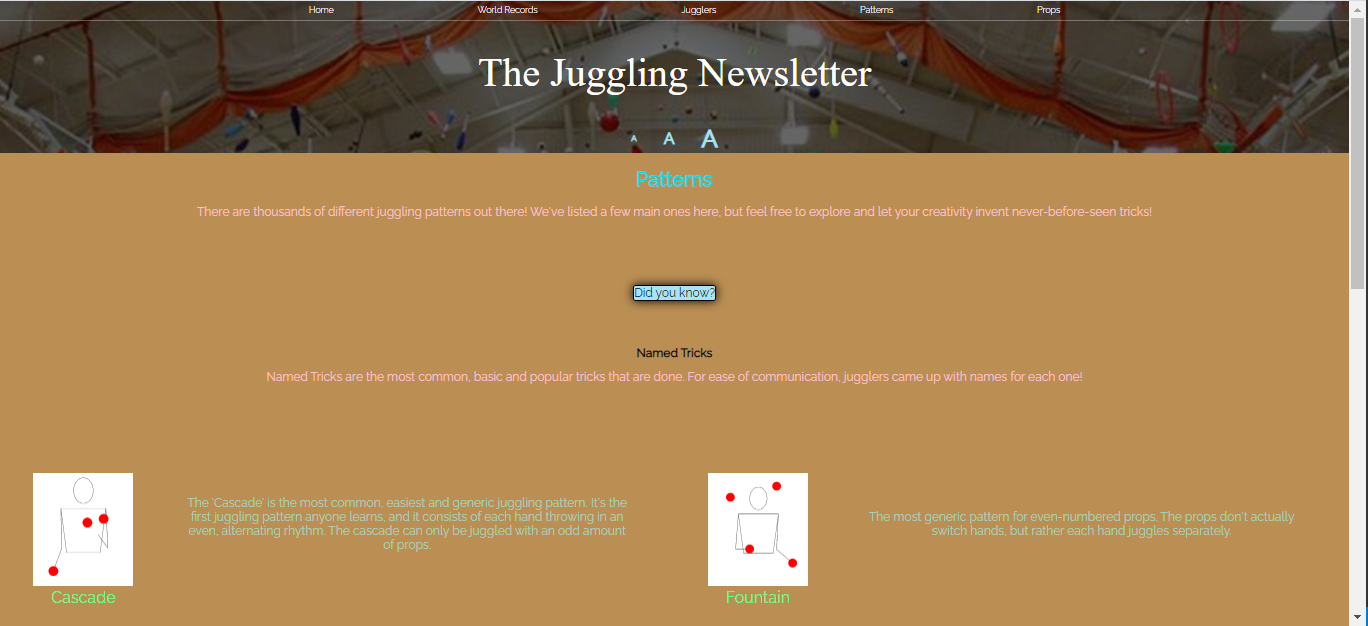 Home World Records Jugglers Patterns Props
The Juggling Newsletter
A A A
Patterns
There are thousands of different juggling patterns out there! We've listed a few main ones here, but feel free to explore and let your creativity invent never-before-seen tricks!
Did you know?
Named Tricks
Named Tricks are the most common, basic and popular tricks that are done. For ease of communication, jugglers came up with names for each one!
The 'Cascade' is the most common, easiest and generic juggling pattern. It's the
first juggling pattern anyone learns, and it consists of each hand throwing in an
even, alternating rhythm. The cascade can only be juggled with an odd amount
of props.
Cascade
The most generic pattern for even-numbered props. The props don't actually
switch hands, but rather each hand juggles separately.
Fountain